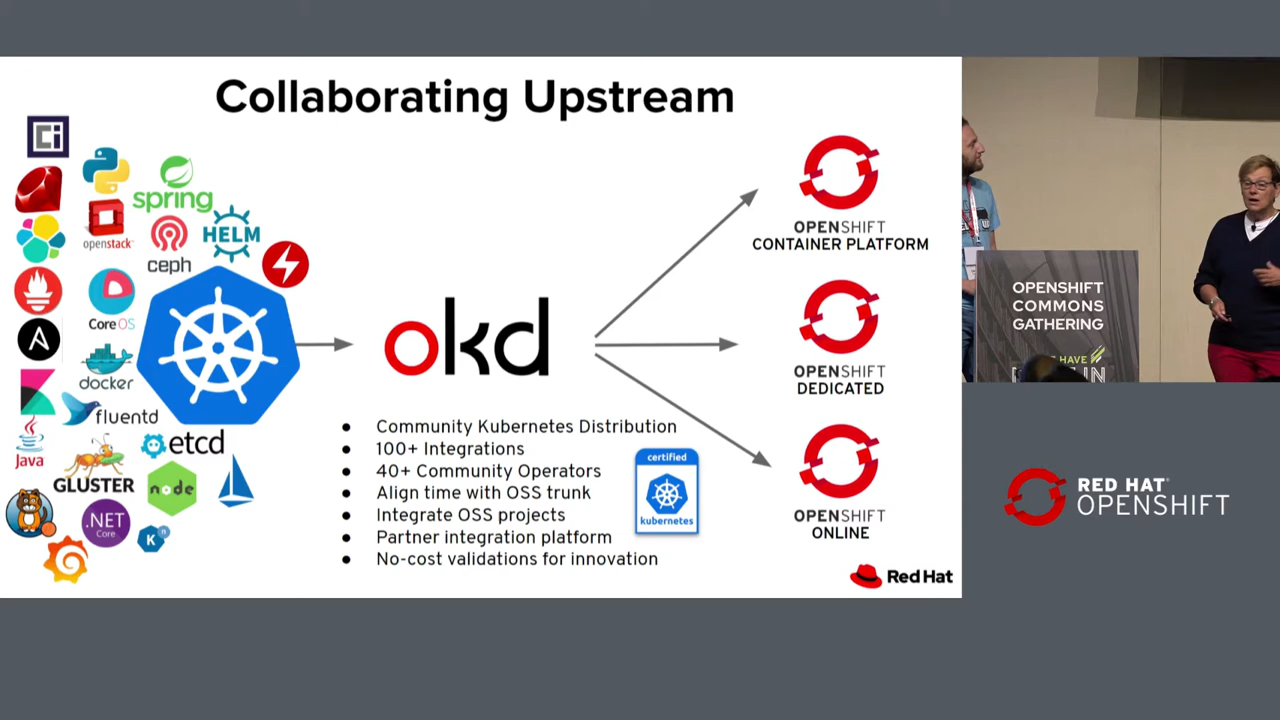 Collaborating Upstream
Ci
spring
openstack
HELM
ceph
CoreOS
docker
fluentd
Java
etcd
GLUSTER
node
.NET
Core
K n
okd
Community Kubernetes Distribution
100+ Integrations
40+ Community Operators
Align time with OSS trunk
Integrate OSS projects
Partner integration platform
No-cost validations for innovation
certified
kubernetes
OPENSHIFT
CONTAINER PLATFORM
OPENSHIFT
DEDICATED
OPENSHIFT
ONLINE
Red Hat
OPENSHIFT
COMMONS
GATHERING
HAVE
RED HAT
OPENSHIFT